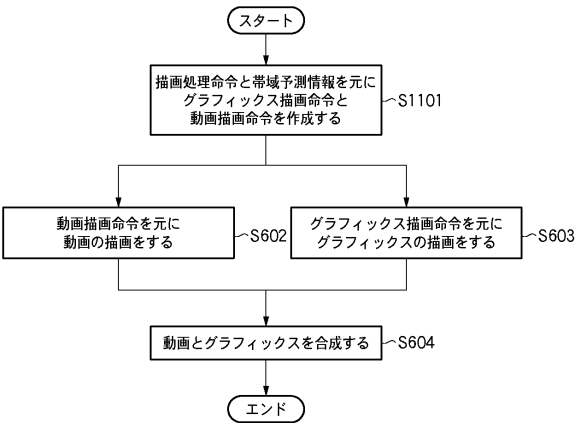 スタート
描画処理命令と帯域予測情報を元に
グラフィックス描画命令と
動画描画命令を作成する
S1101
動画描画命令を元に
動画の描画をする
S602
グラフィックス描画命令を元に
グラフィックスの描画をする
S603
動画とグラフィックスを合成する
S604
エンド